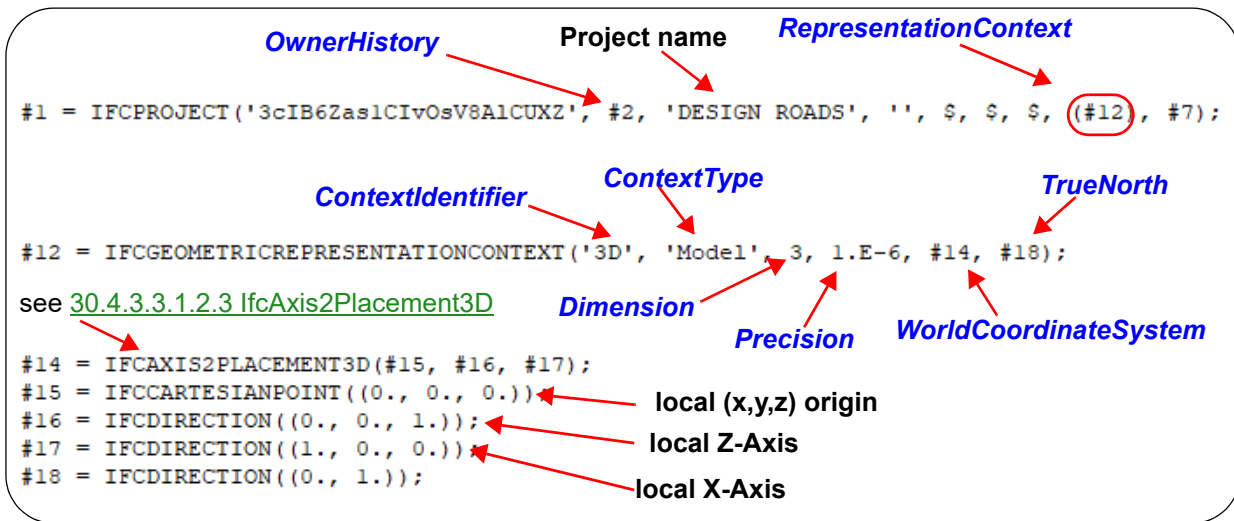 OwnerHistory Project name RepresentationContext
#1 = IFCPROJECT('3cIB6Zas1CIvOsV8AlCUXZ', #2, 'DESIGN ROADS', '', $, $, $, (#12), #7);
ContextIdentifier ContextType TrueNorth
#12 = IFCGEOMETRICREPRESENTATIONCONTEXT('3D', 'Model', 3, 1.E-6, #14, #18);
see 30.4.3.3.1.2.3 IfcAxis2Placement3D
Dimension Precision WorldCoordinateSystem
#14 = IFCAXIS2PLACEMENT3D(#15, #16, #17);
#15 = IFCCARTESIANPOINT((0., 0., 0.));
local (x,y,z) origin
#16 = IFCDIRECTION((0., 0., 1.));
local Z-Axis
#17 = IFCDIRECTION((1., 0., 0.));
#18 = IFCDIRECTION((0., 1.));
local X-Axis